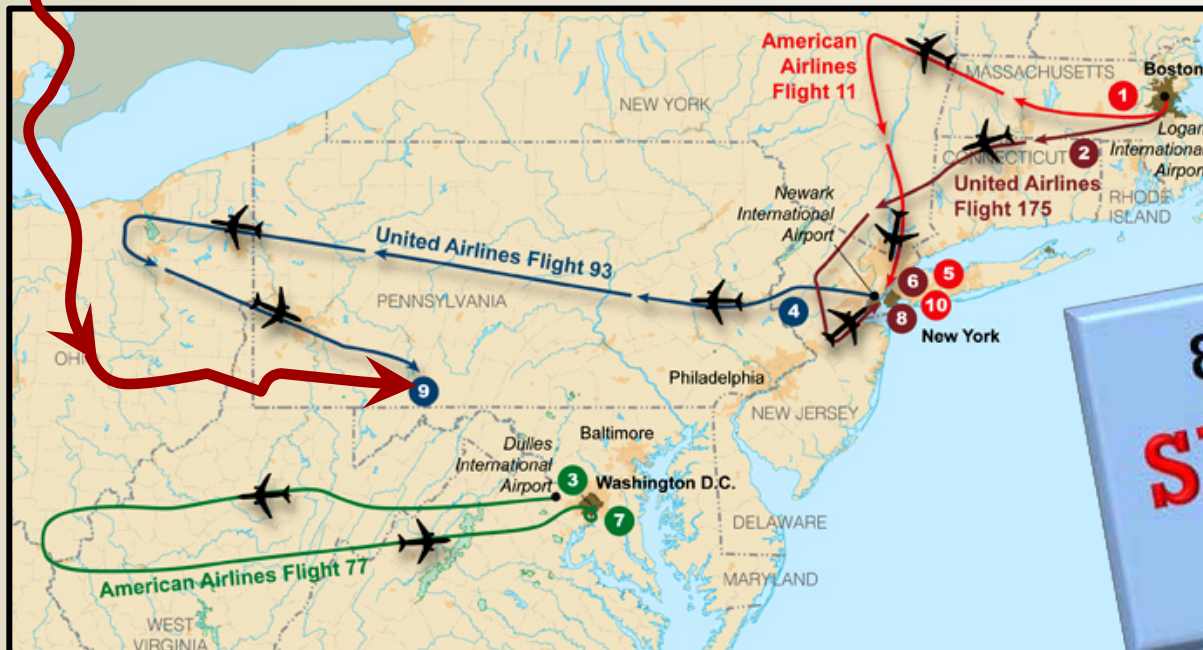 American
Airlines
Flight 11
MASSACHUSETTS
Boston
1
NEW YORK
Logan
International
Airport
2
CONNECTICUT
United Airlines
Flight 175
RHODE
ISLAND
Newark
International
Airport
United Airlines Flight 93
PENNSYLVANIA
4
6
5
8
10
New York
OHIO
9
Philadelphia
NEW JERSEY
Dulles
International
Airport
Baltimore
3
Washington D.C.
7
DELAWARE
MARYLAND
American Airlines Flight 77
WEST
VIRGINIA
8